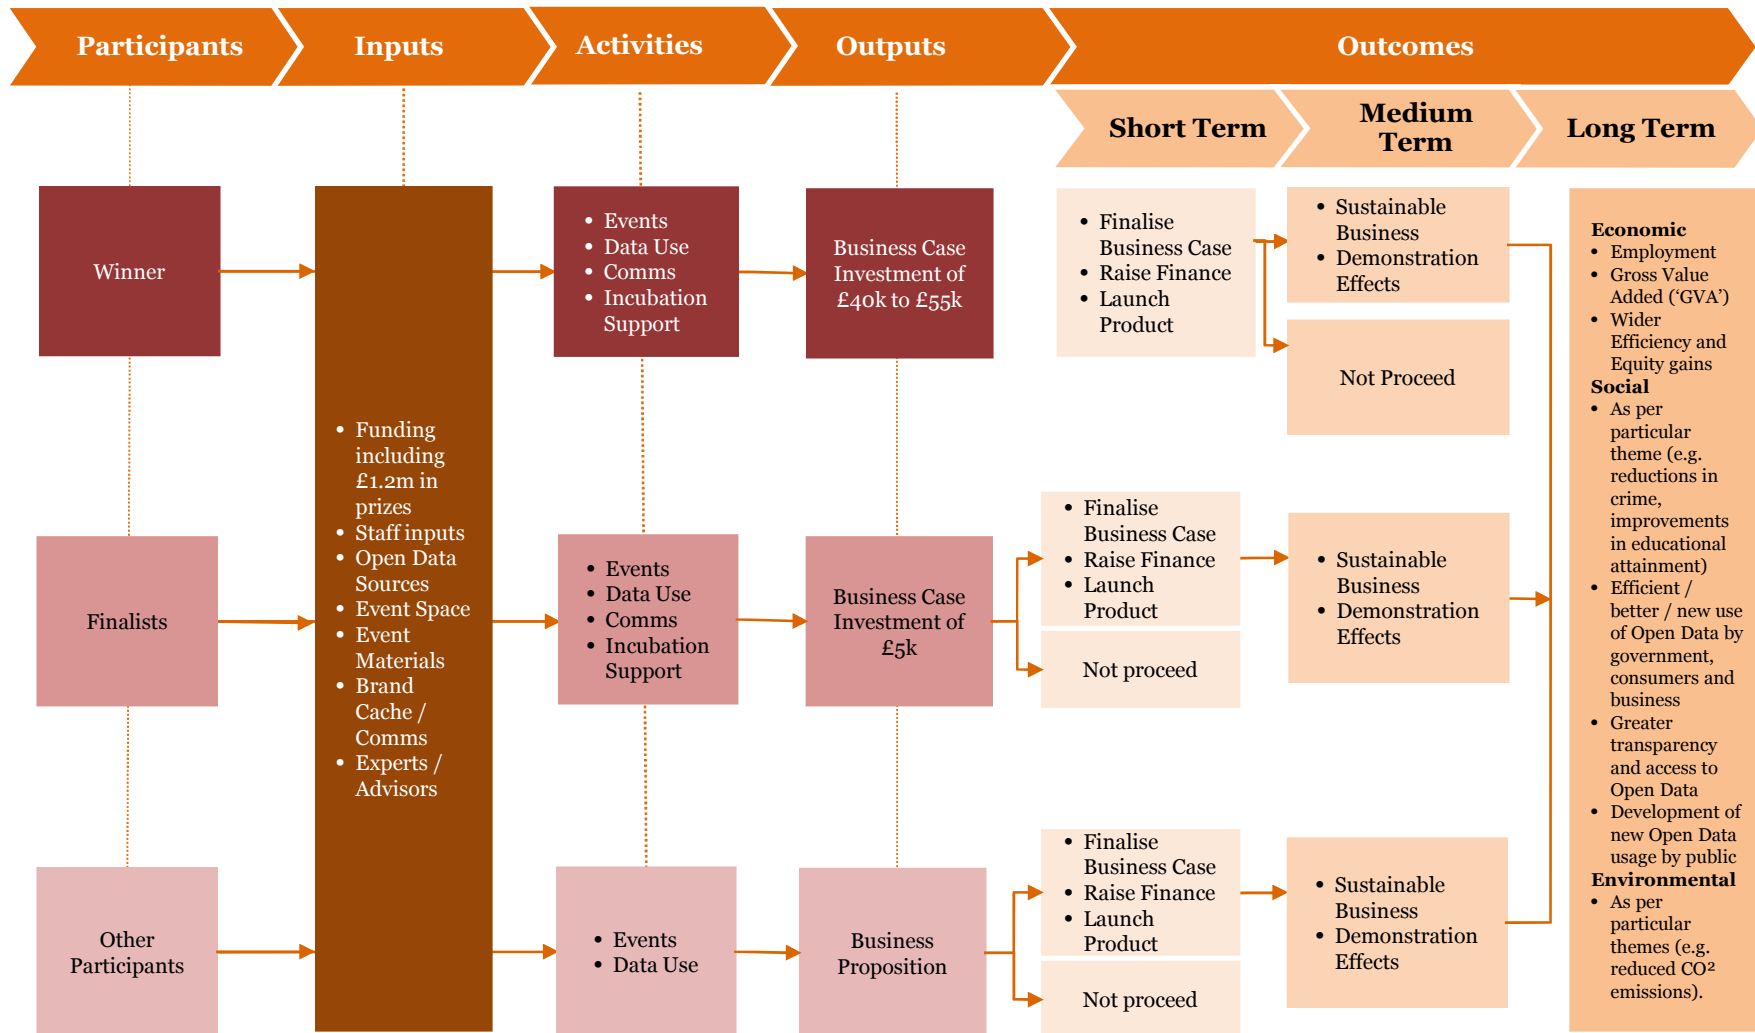 Participants
Inputs
Activities
Outputs
Outcomes
Short Term
Medium
Term
Long Term
Winner
• Funding
including
£1.2m in
prizes
• Staff inputs
• Open Data
Sources
• Event Space
• Event
Materials
• Brand
Cache /
Comms
• Experts /
Advisors
• Events
• Data Use
• Comms
• Incubation
Support
Business Case
Investment of
£40k to £55k
• Finalise
Business Case
• Raise Finance
• Launch
Product
• Sustainable
Business
• Demonstration
Effects
Not Proceed
Finalists
• Events
• Data Use
• Comms
• Incubation
Support
Business Case
Investment of
£5k
• Finalise
Business Case
• Raise Finance
• Launch
Product
Not proceed
• Sustainable
Business
• Demonstration
Effects
Other
Participants
• Events
• Data Use
Business
Proposition
• Finalise
Business Case
• Raise Finance
• Launch
Product
Not proceed
• Sustainable
Business
• Demonstration
Effects
Economic
• Employment
• Gross Value
Added (‘GVA’)
• Wider
Efficiency and
Equity gains
Social
• As per
particular
theme (e.g.
reductions in
crime,
improvements
in educational
attainment)
• Efficient /
better / new use
of Open Data by
government,
consumers and
business
• Greater
transparency
and access to
Open Data
• Development of
new Open Data
usage by public
Environmental
• As per
particular
themes (e.g.
reduced CO²
emissions).